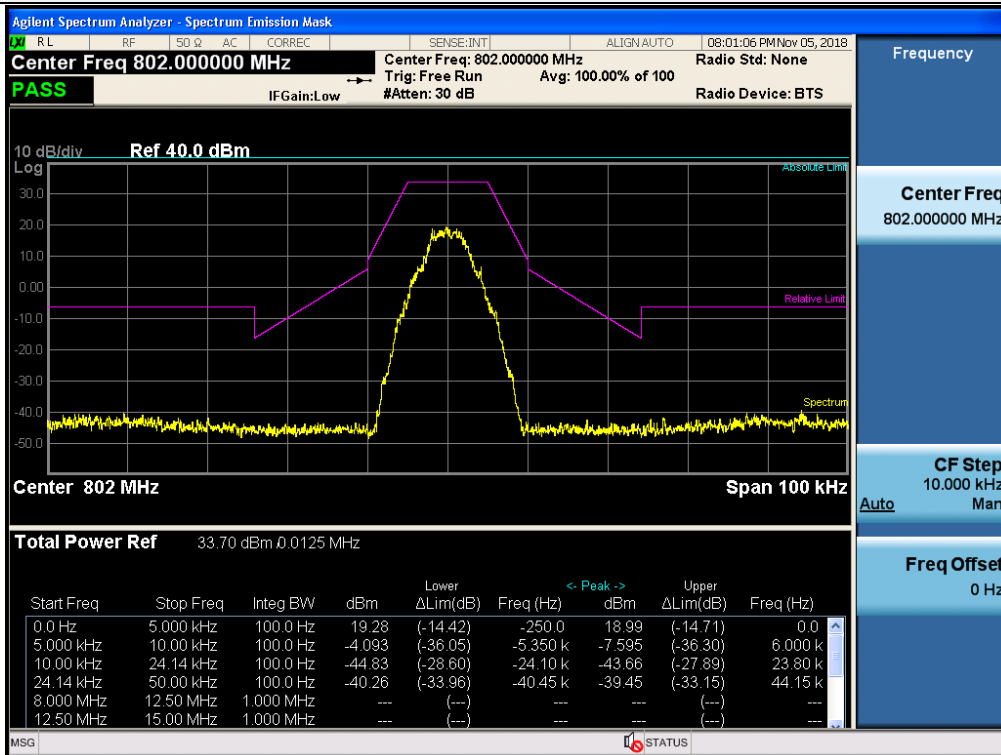 Agilent Spectrum Analyzer - Spectrum Emission Mask
LXI RL RF 50 Ω AC CORREC SENSE:INT ALIGN AUTO 08:01:06 PM Nov 05, 2018
Center Freq 802.000000 MHz
Center Freq: 802.000000 MHz
Radio Std: None
Trig: Free Run Avg: 100.00% of 100
PASS
IFGain:Low
#Atten: 30 dB
Radio Device: BTS
10 dB/div Ref 40.0 dBm
Log
Absolute Limit
30.0
20.0
10.0
0.00
Relative Limit
-10.0
-20.0
-30.0
Spectrum
-40.0
-50.0
Center 802 MHz
Span 100 kHz
Total Power Ref 33.70 dBm / 0.0125 MHz
Lower <- Peak -> Upper
Start Freq Stop Freq Integ BW dBm ΔLim(dB) Freq (Hz) dBm ΔLim(dB) Freq (Hz)
0.0 Hz 5.000 kHz 100.0 Hz 19.28 (-14.42) -250.0 18.99 (-14.71) 0.0
5.000 kHz 10.00 kHz 100.0 Hz -4.093 (-36.05) -5.350 k -7.595 (-36.30) 6.000 k
10.00 kHz 24.14 kHz 100.0 Hz -44.83 (-28.60) -24.10 k -43.66 (-27.89) 23.80 k
24.14 kHz 50.00 kHz 100.0 Hz -40.26 (-33.96) -40.45 k -39.45 (-33.15) 44.15 k
8.000 MHz 12.50 MHz 1.000 MHz --- (---) --- --- (---) ---
12.50 MHz 15.00 MHz 1.000 MHz --- (---) --- --- (---) ---
MSG STATUS
Frequency
Center Freq
802.000000 MHz
CF Step
10.000 kHz
Auto Man
Freq Offset
0 Hz